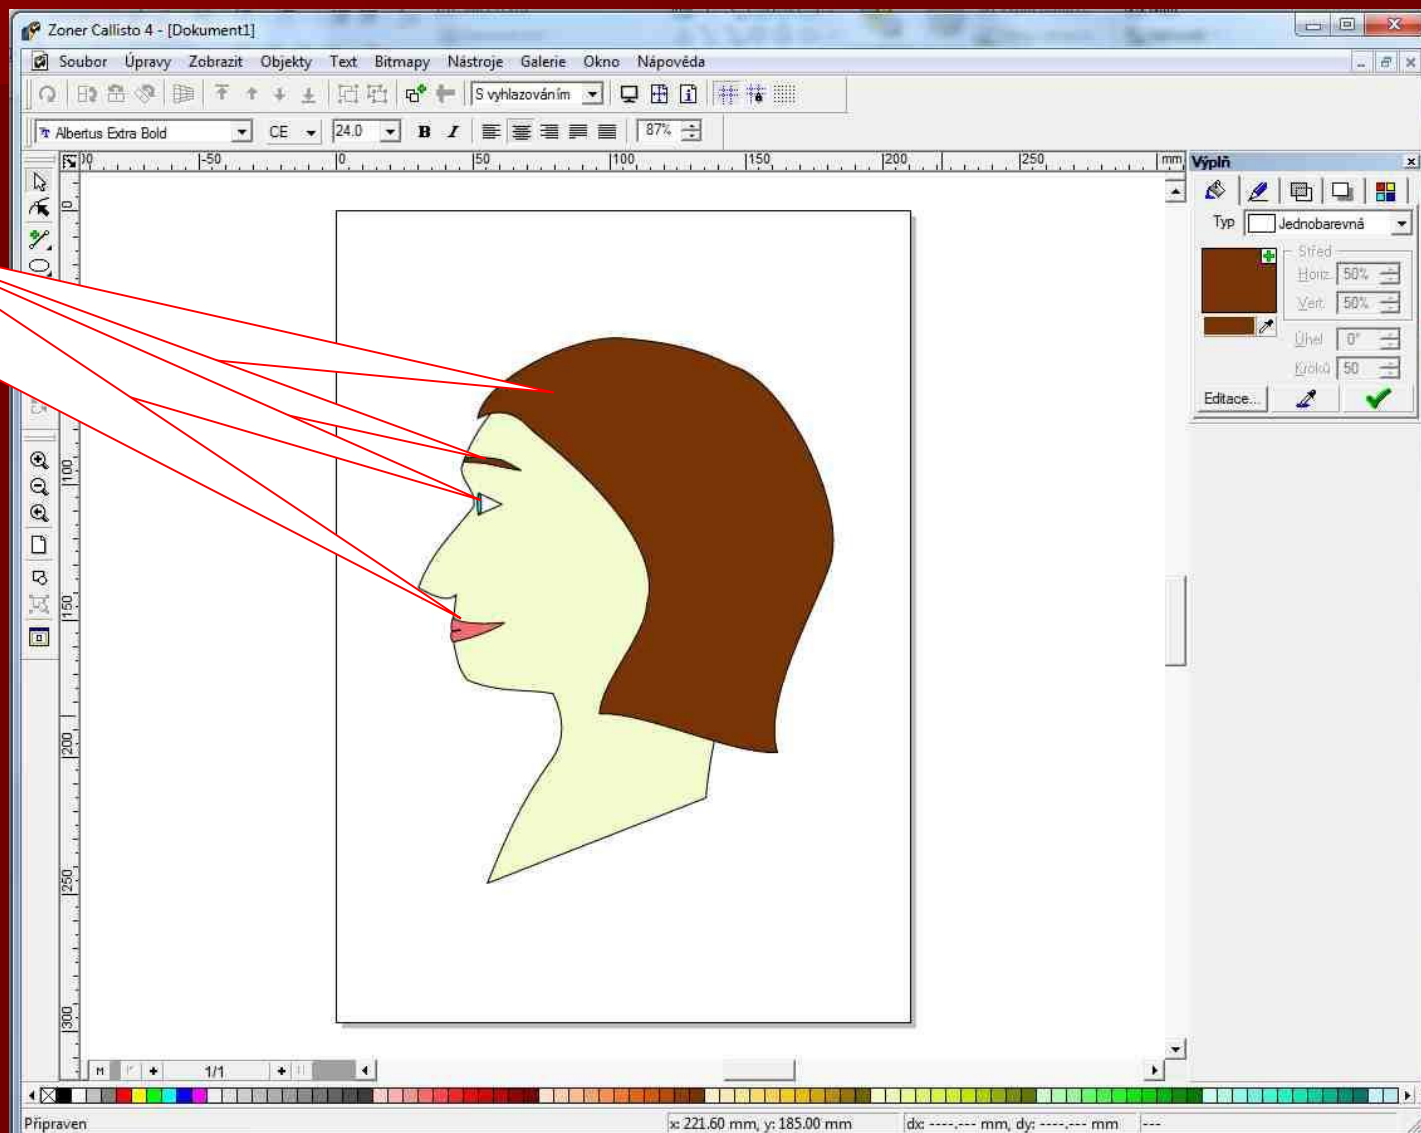 Zoner Callisto 4 - [Dokument1]
Soubor Úpravy Zobrazit Objekty Text Bitmapy Nástroje Galerie Okno Nápověda
S vyhlazováním
Albertus Extra Bold CE 24.0 B I 87%
-50 0 50 100 150 200 250 mm
Výplň
Typ Jednobarevná
Střed
Horiz. 50%
Vert. 50%
Úhel 0°
Kroků 50
Editace...
0
100
150
200
250
300
1/1
Připraven x: 221.60 mm, y: 185.00 mm dx: ----.--- mm, dy: ----.--- mm ---